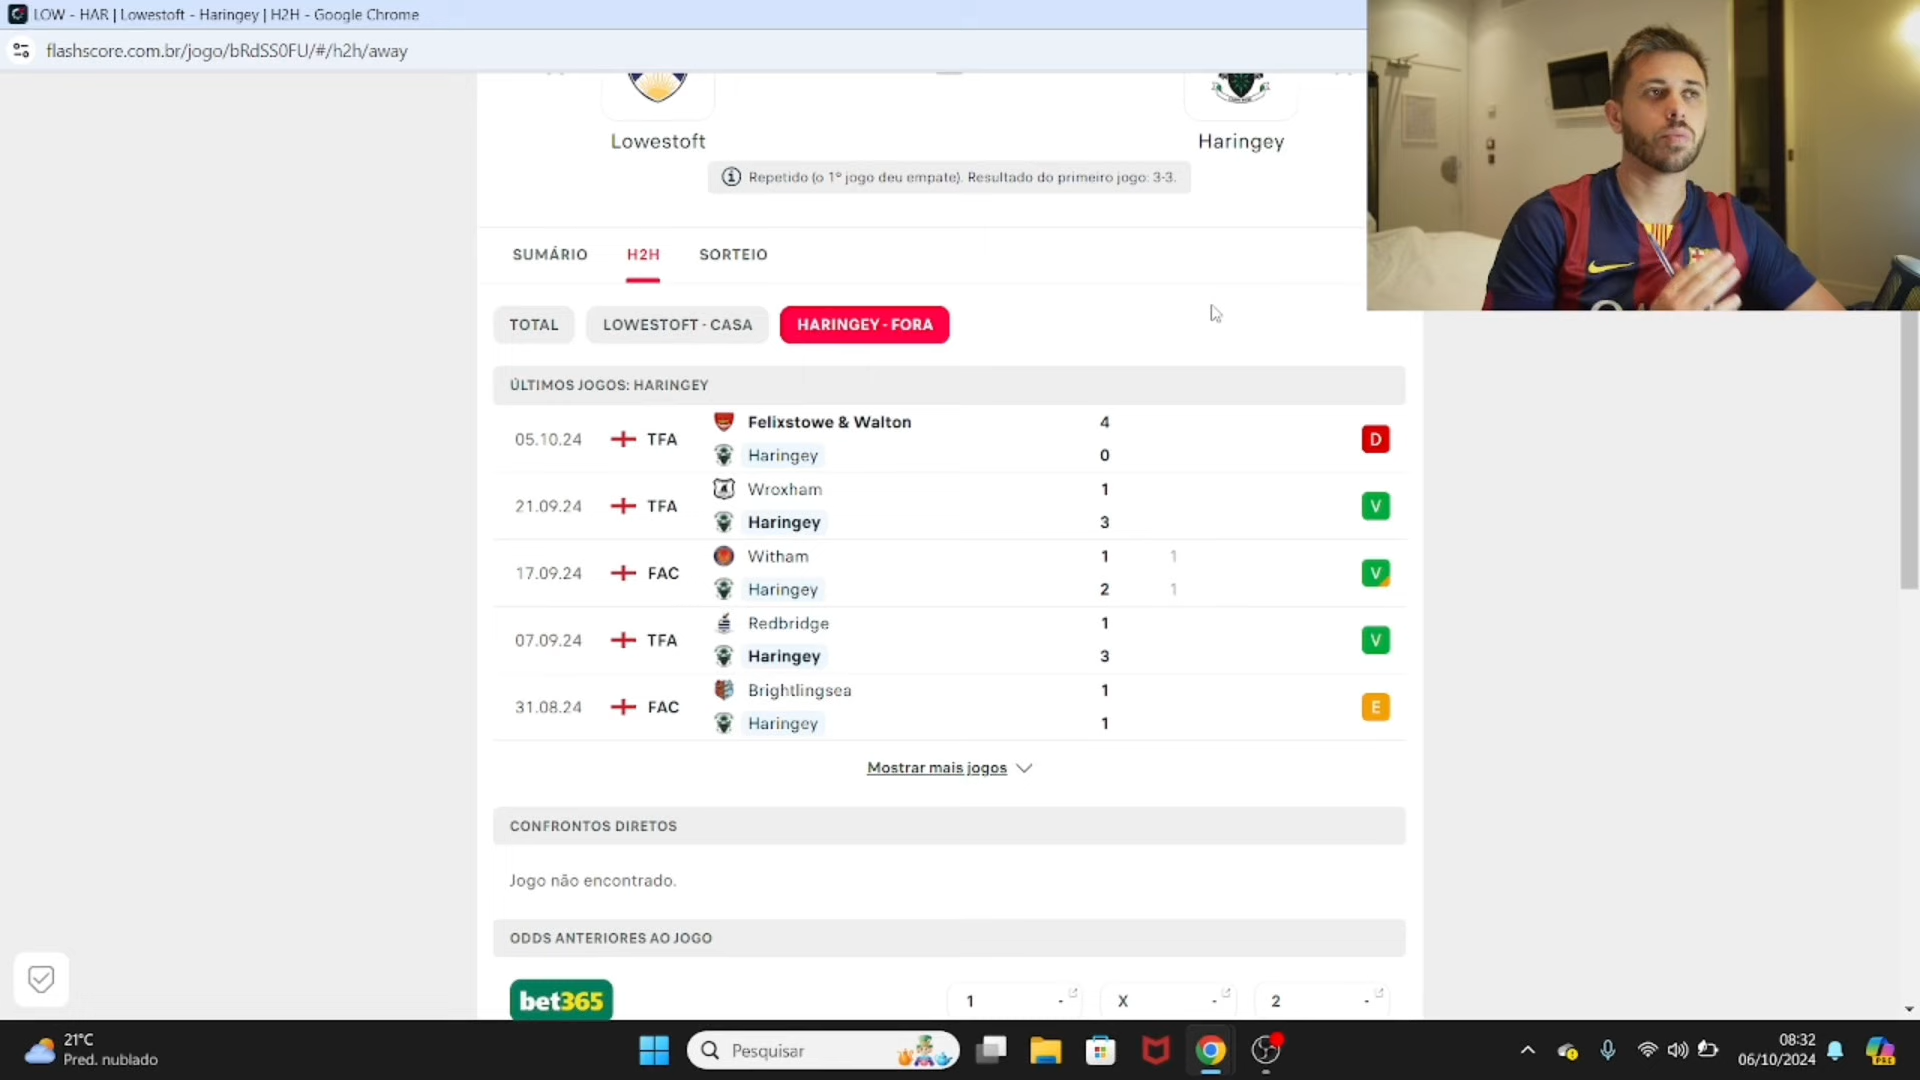 LOW - HAR | Lowestoft - Haringey | H2H - Google Chrome
flashscore.com.br/jogo/bRdSS0FU/#/h2h/away
Lowestoft
Haringey
Repetido (o 1º jogo deu empate). Resultado do primeiro jogo: 3-3.
SUMÁRIO H2H SORTEIO
TOTAL LOWESTOFT - CASA HARINGEY - FORA
ÚLTIMOS JOGOS: HARINGEY
05.10.24 TFA Felixstowe & Walton 4 D
Haringey 0
21.09.24 TFA Wroxham 1 V
Haringey 3
17.09.24 FAC Witham 1 1 V
Haringey 2 1
07.09.24 TFA Redbridge 1 V
Haringey 3
31.08.24 FAC Brightlingsea 1 E
Haringey 1
Mostrar mais jogos
CONFRONTOS DIRETOS
Jogo não encontrado.
ODDS ANTERIORES AO JOGO
bet365 1 - X - 2 -
21°C
Pred. nublado
Pesquisar
08:32
06/10/2024
PRE